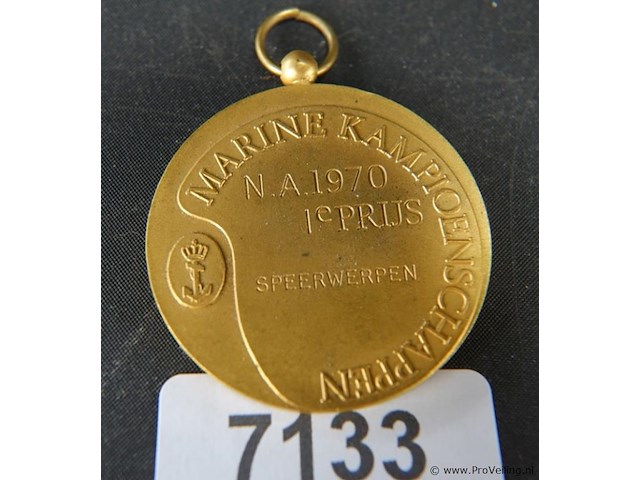 MARINE KAMPIOENSCHAPPEN
N.A. 1970
1e PRIJS
SPEERWERPEN
7133
© www.ProVeiling.nl